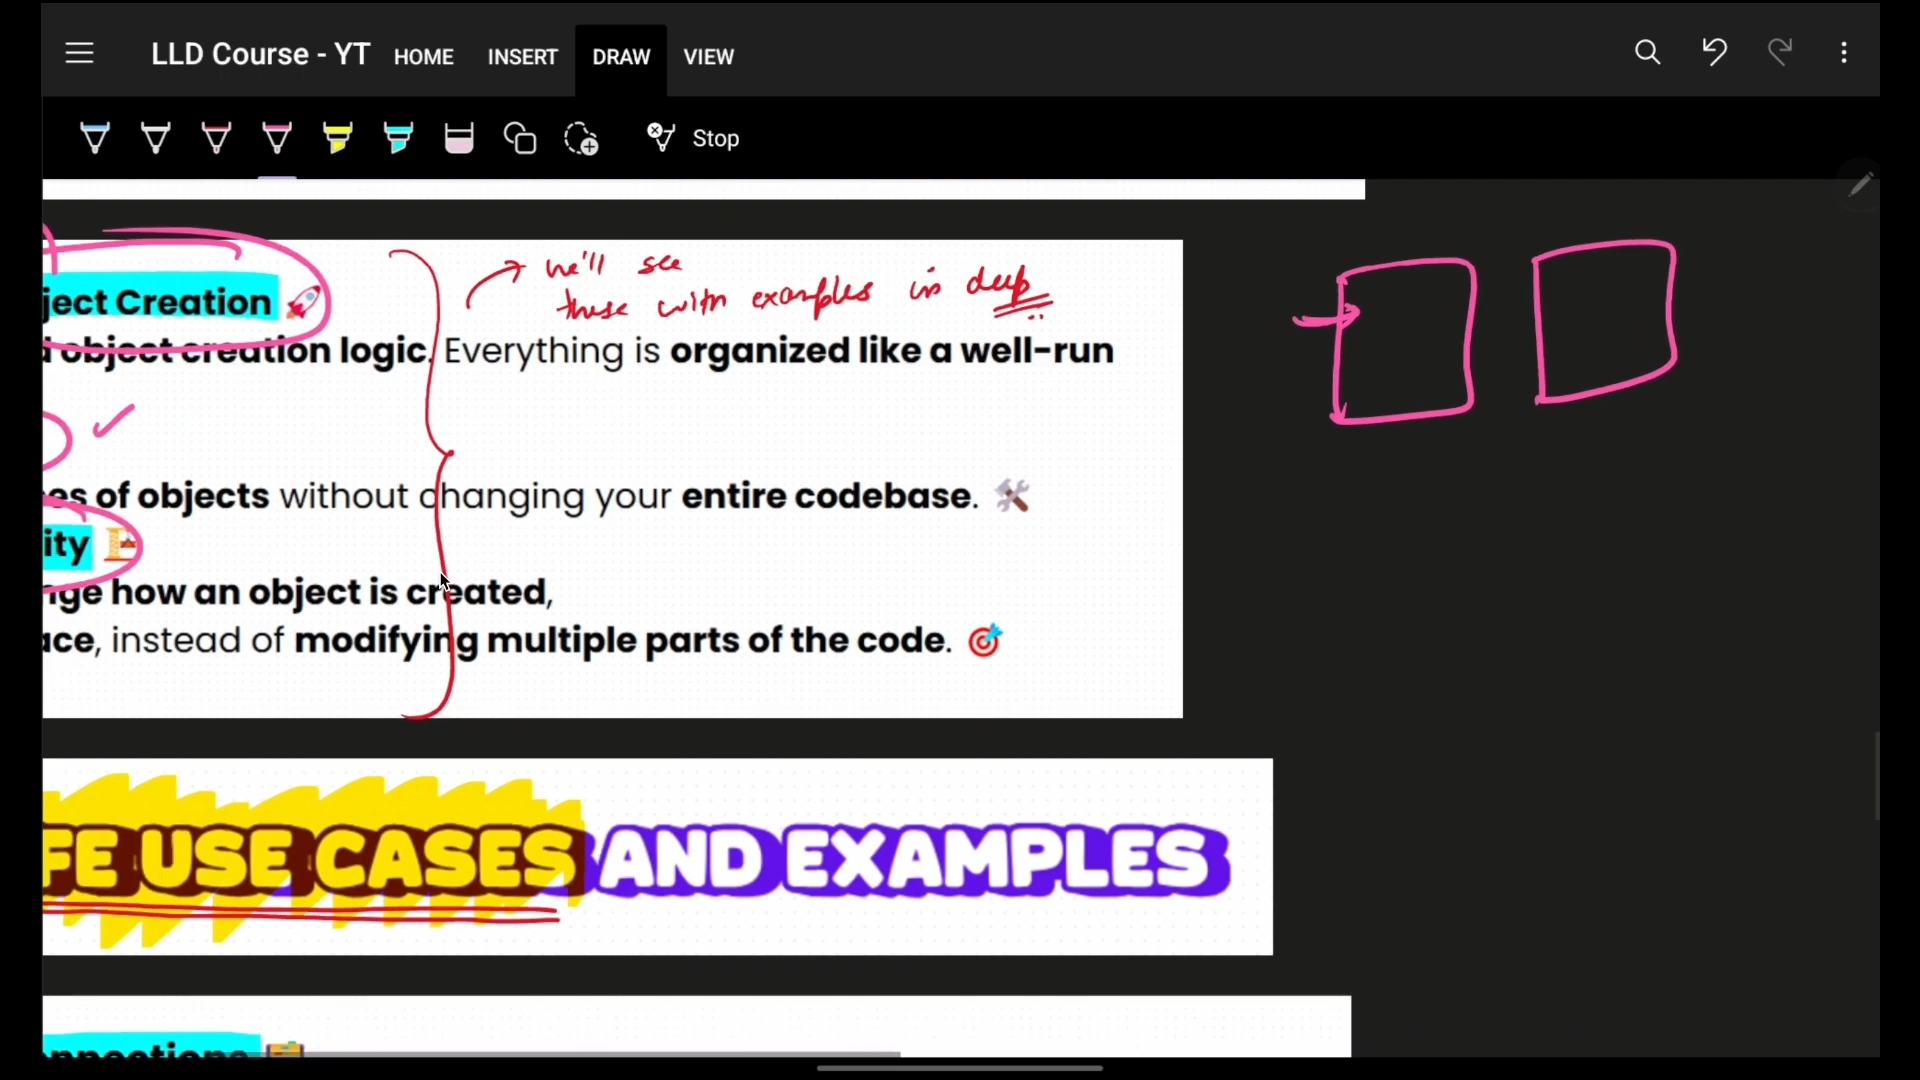 LLD Course - YT HOME INSERT DRAW VIEW
Stop
we'll see
these with examples in deep
ject Creation 🚀
d object creation logic. Everything is organized like a well-run
es of objects without changing your entire codebase. 🛠️
ity 🏗️
nge how an object is created,
ace, instead of modifying multiple parts of the code. 🎯
FE USE CASES AND EXAMPLES
nnections